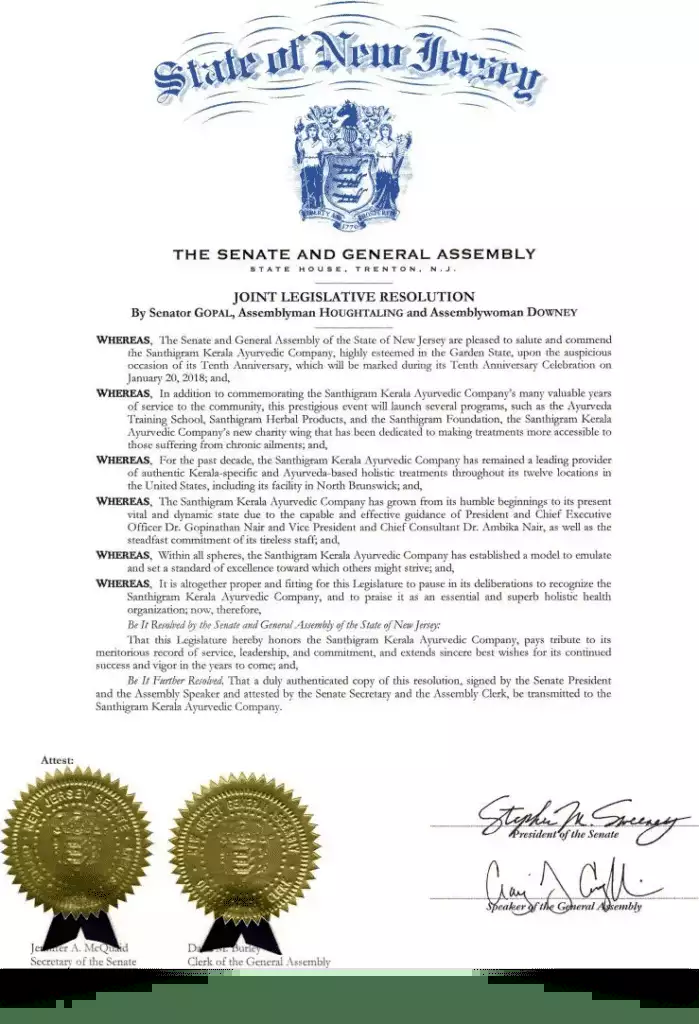 State of New Jersey
LIBERTY AND PROSPERITY
1776
THE SENATE AND GENERAL ASSEMBLY
STATE HOUSE, TRENTON, N.J.
JOINT LEGISLATIVE RESOLUTION
By Senator GOPAL, Assemblyman HOUGHTALING and Assemblywoman DOWNEY
WHEREAS, The Senate and General Assembly of the State of New Jersey are pleased to salute and commend
the Santhigram Kerala Ayurvedic Company, highly esteemed in the Garden State, upon the auspicious
occasion of its Tenth Anniversary, which will be marked during its Tenth Anniversary Celebration on
January 20, 2018; and,
WHEREAS, In addition to commemorating the Santhigram Kerala Ayurvedic Company's many valuable years
of service to the community, this prestigious event will launch several programs, such as the Ayurveda
Training School, Santhigram Herbal Products, and the Santhigram Foundation, the Santhigram Kerala
Ayurvedic Company's new charity wing that has been dedicated to making treatments more accessible to
those suffering from chronic ailments; and,
WHEREAS, For the past decade, the Santhigram Kerala Ayurvedic Company has remained a leading provider
of authentic Kerala-specific and Ayurveda-based holistic treatments throughout its twelve locations in
the United States, including its facility in North Brunswick; and,
WHEREAS, The Santhigram Kerala Ayurvedic Company has grown from its humble beginnings to its present
vital and dynamic state due to the capable and effective guidance of President and Chief Executive
Officer Dr. Gopinathan Nair and Vice President and Chief Consultant Dr. Ambika Nair, as well as the
steadfast commitment of its tireless staff; and,
WHEREAS, Within all spheres, the Santhigram Kerala Ayurvedic Company has established a model to emulate
and set a standard of excellence toward which others might strive; and,
WHEREAS, It is altogether proper and fitting for this Legislature to pause in its deliberations to recognize the
Santhigram Kerala Ayurvedic Company, and to praise it as an essential and superb holistic health
organization; now, therefore,
Be It Resolved by the Senate and General Assembly of the State of New Jersey:
That this Legislature hereby honors the Santhigram Kerala Ayurvedic Company, pays tribute to its
meritorious record of service, leadership, and commitment, and extends sincere best wishes for its continued
success and vigor in the years to come; and,
Be It Further Resolved, That a duly authenticated copy of this resolution, signed by the Senate President
and the Assembly Speaker and attested by the Senate Secretary and the Assembly Clerk, be transmitted to the
Santhigram Kerala Ayurvedic Company.
Attest:
NEW JERSEY
Stephen M. Sweeney
President of the Senate
Speaker of the General Assembly
A. McQuaid
Secretary of the Senate
M. Burley
Clerk of the General Assembly